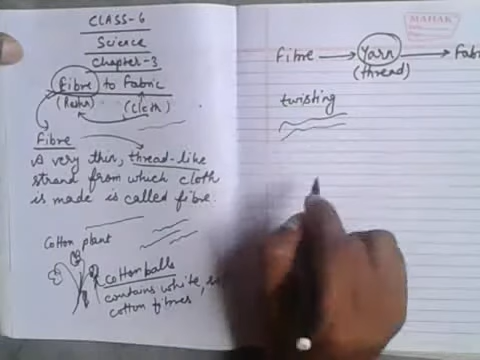 CLASS-6
Science
Chapter-3
Fibre to Fabric
(Cloth)
Fibre
A very thin, thread-like
strand from which cloth
is made is called fibre.
Cotton plant
Cotton balls
contains white,
cotton fibres
MAHAK
Fibre → Yarn → Fab
(thread)
twisting